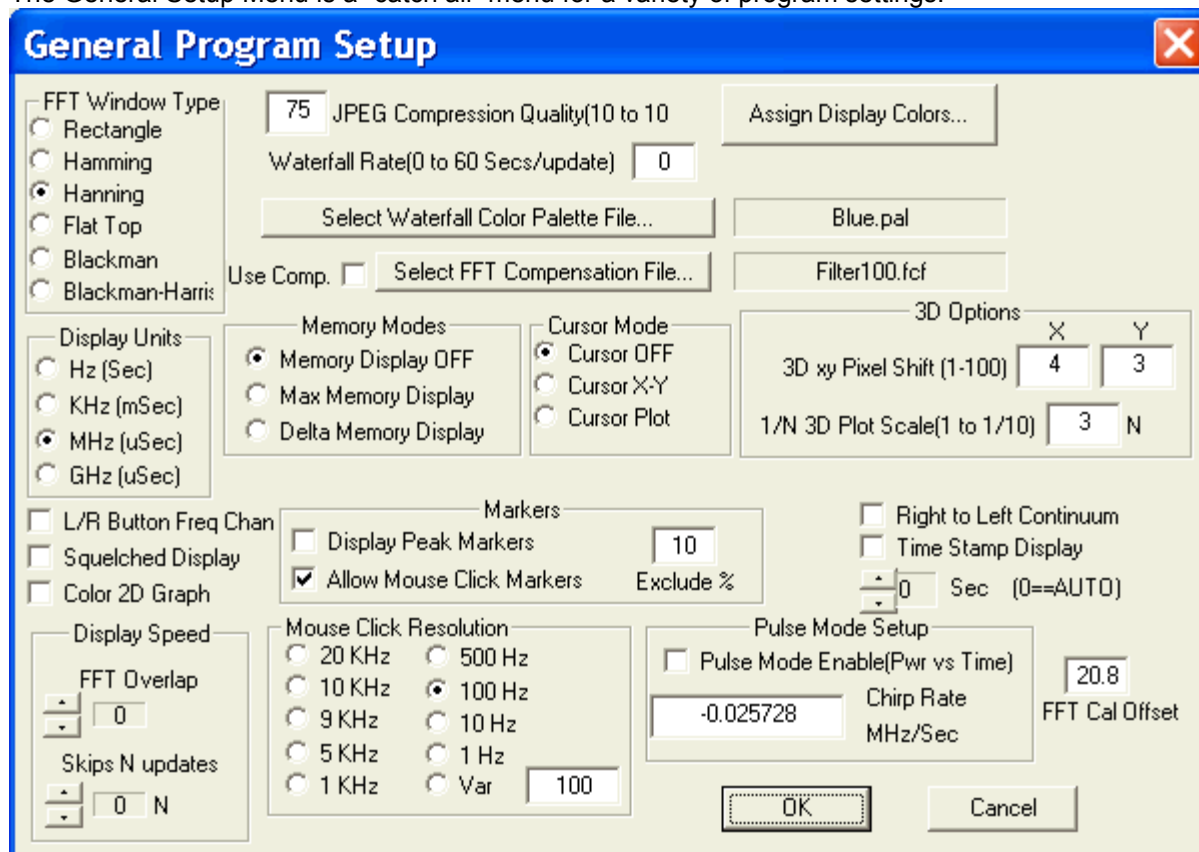 The General Setup Menu is a "catch all" menu for a variety of program settings.
General Program Setup
FFT Window Type
Rectangle
Hamming
Hanning
Flat Top
Blackman
Blackman-Harris
75 JPEG Compression Quality(10 to 10
Assign Display Colors...
Waterfall Rate(0 to 60 Secs/update) 0
Select Waterfall Color Palette File... Blue.pal
Use Comp. Select FFT Compensation File... Filter100.fcf
Display Units
Hz (Sec)
KHz (mSec)
MHz (uSec)
GHz (uSec)
Memory Modes
Memory Display OFF
Max Memory Display
Delta Memory Display
Cursor Mode
Cursor OFF
Cursor X-Y
Cursor Plot
3D Options
X Y
3D xy Pixel Shift (1-100) 4 3
1/N 3D Plot Scale(1 to 1/10) 3 N
L/R Button Freq Chan
Squelched Display
Color 2D Graph
Markers
Display Peak Markers 10
Allow Mouse Click Markers Exclude %
Right to Left Continuum
Time Stamp Display
0 Sec (0==AUTO)
Display Speed
FFT Overlap
0
Skips N updates
0 N
Mouse Click Resolution
20 KHz 500 Hz
10 KHz 100 Hz
9 KHz 10 Hz
5 KHz 1 Hz
1 KHz Var 100
Pulse Mode Setup
Pulse Mode Enable(Pwr vs Time)
-0.025728 Chirp Rate
MHz/Sec
20.8
FFT Cal Offset
OK Cancel